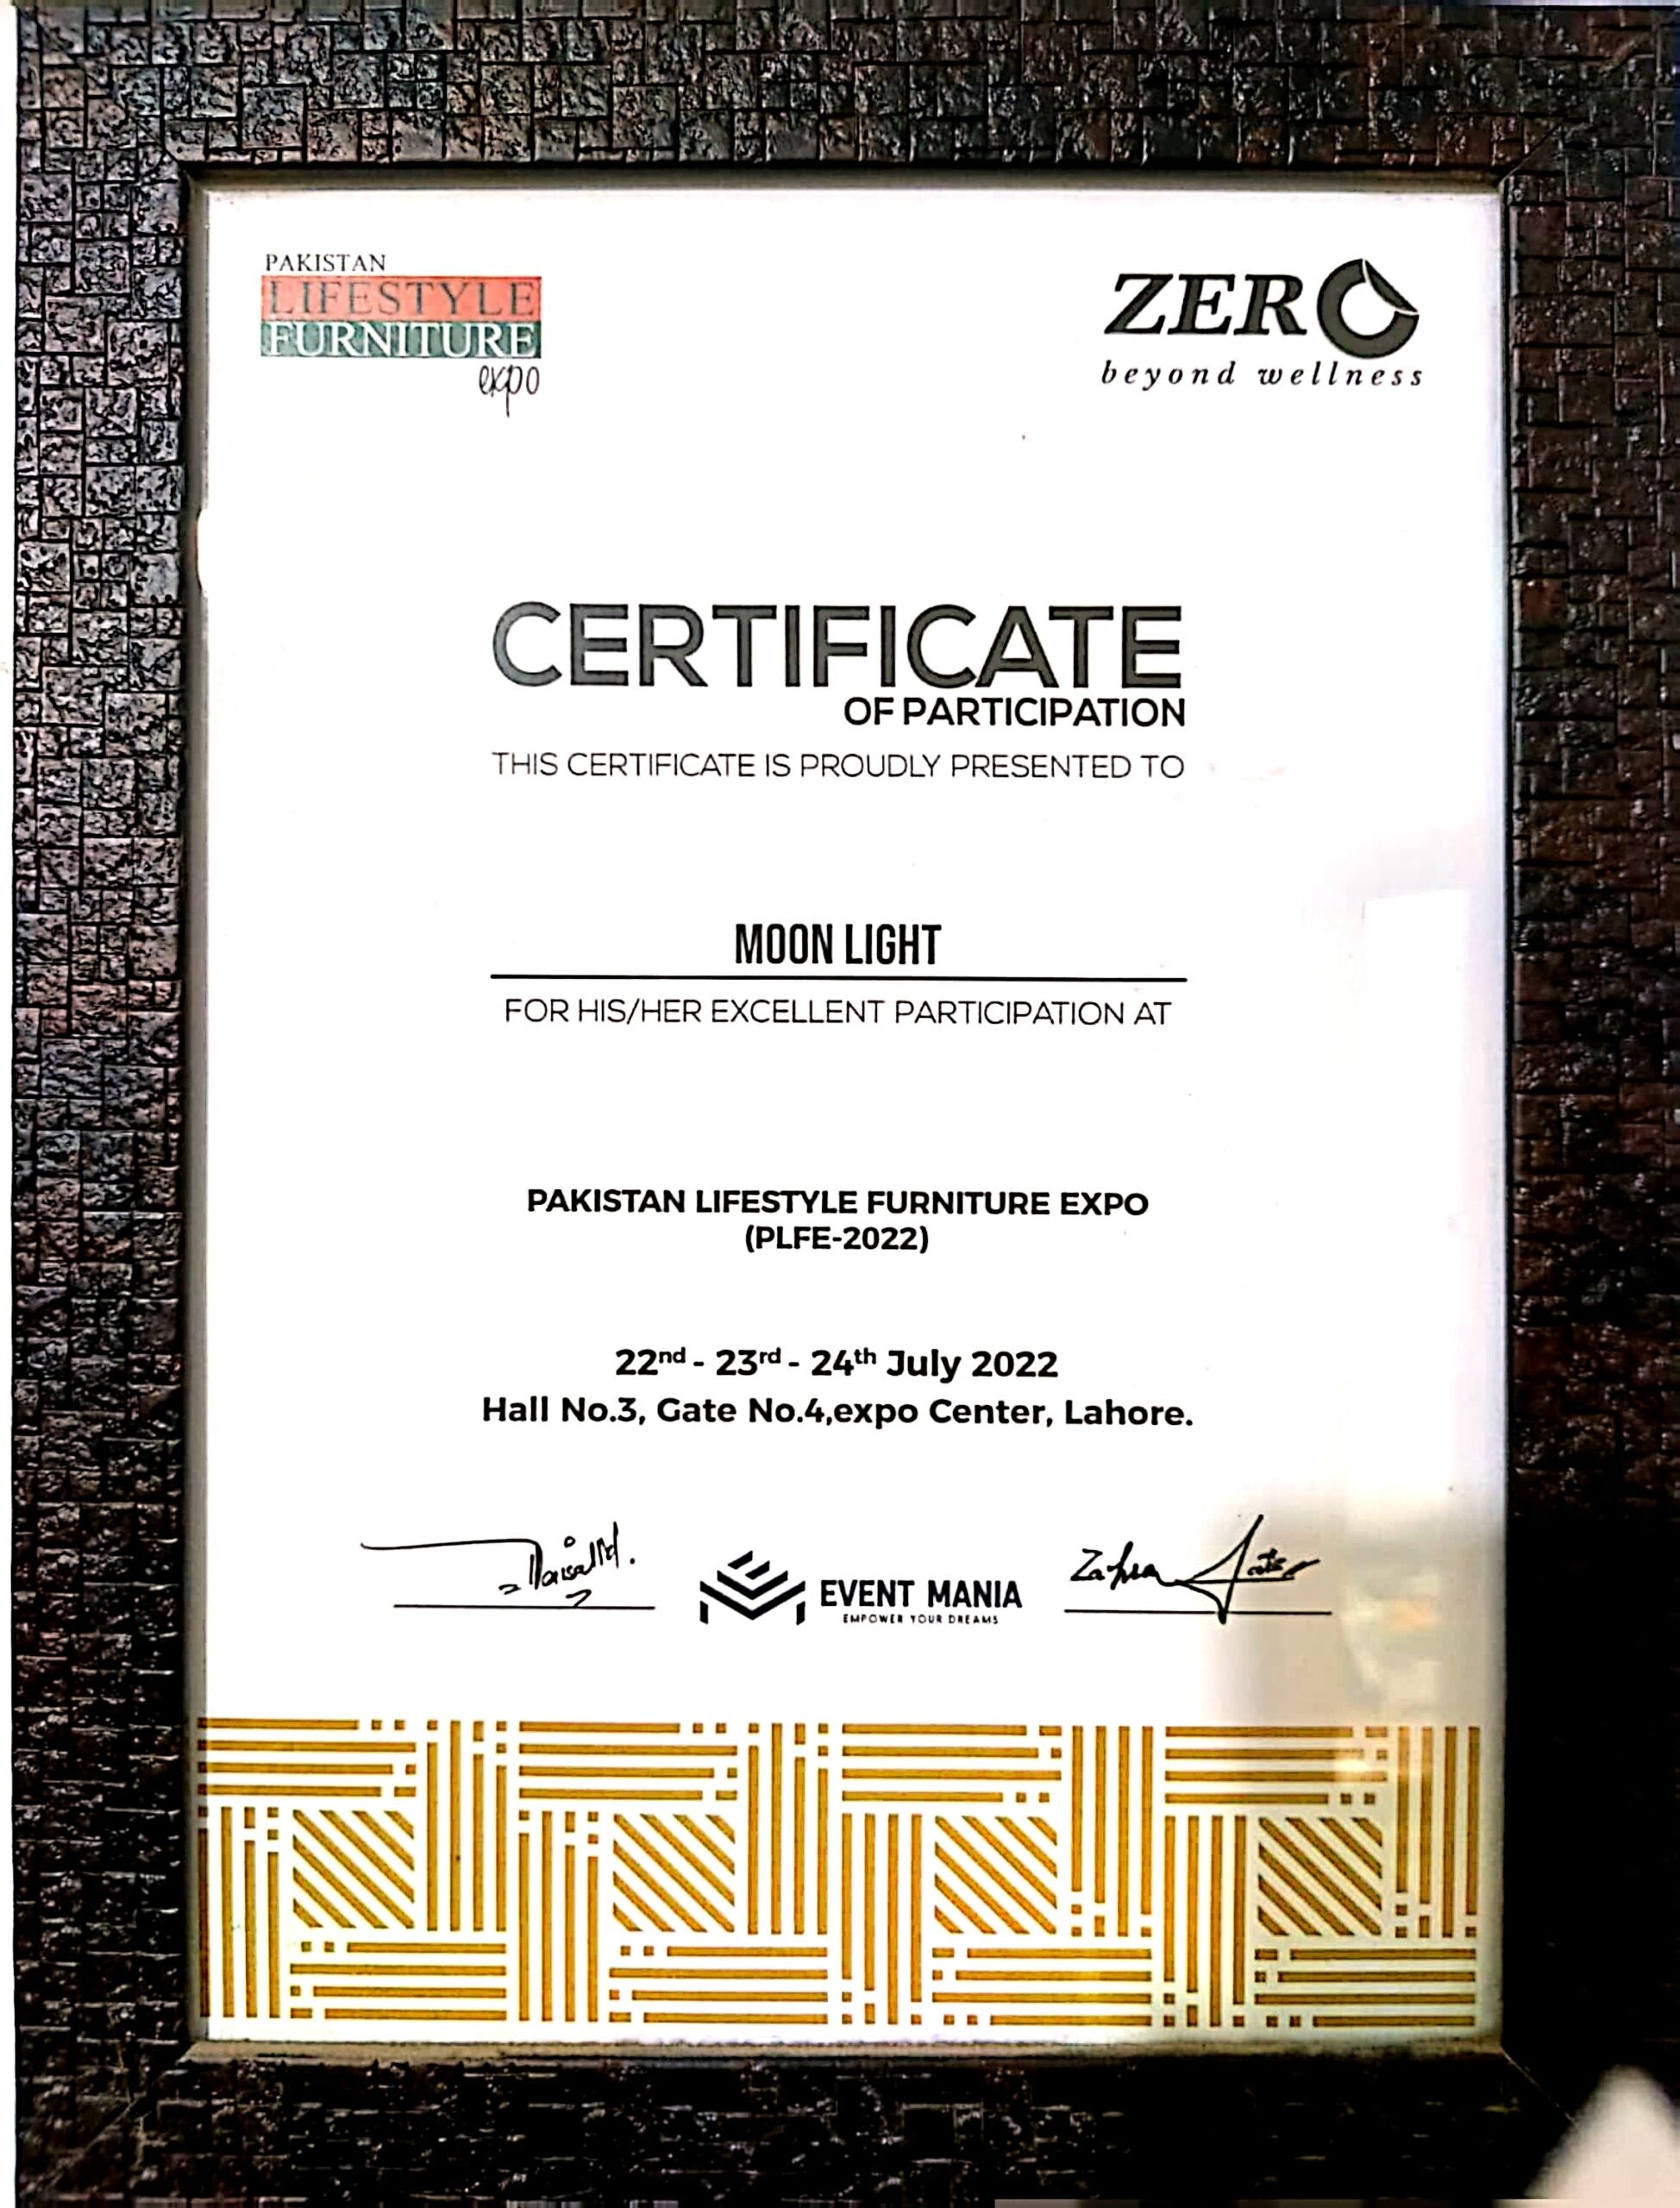 PAKISTAN
LIFESTYLE
FURNITURE
expo
ZERO
beyond wellness
CERTIFICATE
OF PARTICIPATION
THIS CERTIFICATE IS PROUDLY PRESENTED TO
MOON LIGHT
FOR HIS/HER EXCELLENT PARTICIPATION AT
PAKISTAN LIFESTYLE FURNITURE EXPO
(PLFE-2022)
22nd - 23rd - 24th July 2022
Hall No.3, Gate No.4,expo Center, Lahore.
EVENT MANIA
EMPOWER YOUR DREAMS
Zahra